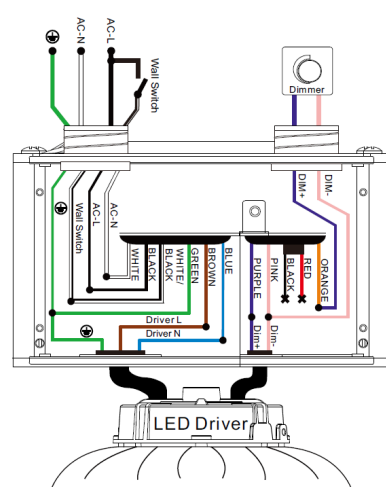 AC-N
AC-L
Wall Switch
Dimmer
DIM+
DIM-
Wall Switch
AC-L
AC-N
WHITE
BLACK
BLACK
WHITE/
GREEN
BROWN
BLUE
PURPLE
PINK
BLACK
RED
ORANGE
Driver L
Driver N
Dim+
Dim-
LED Driver